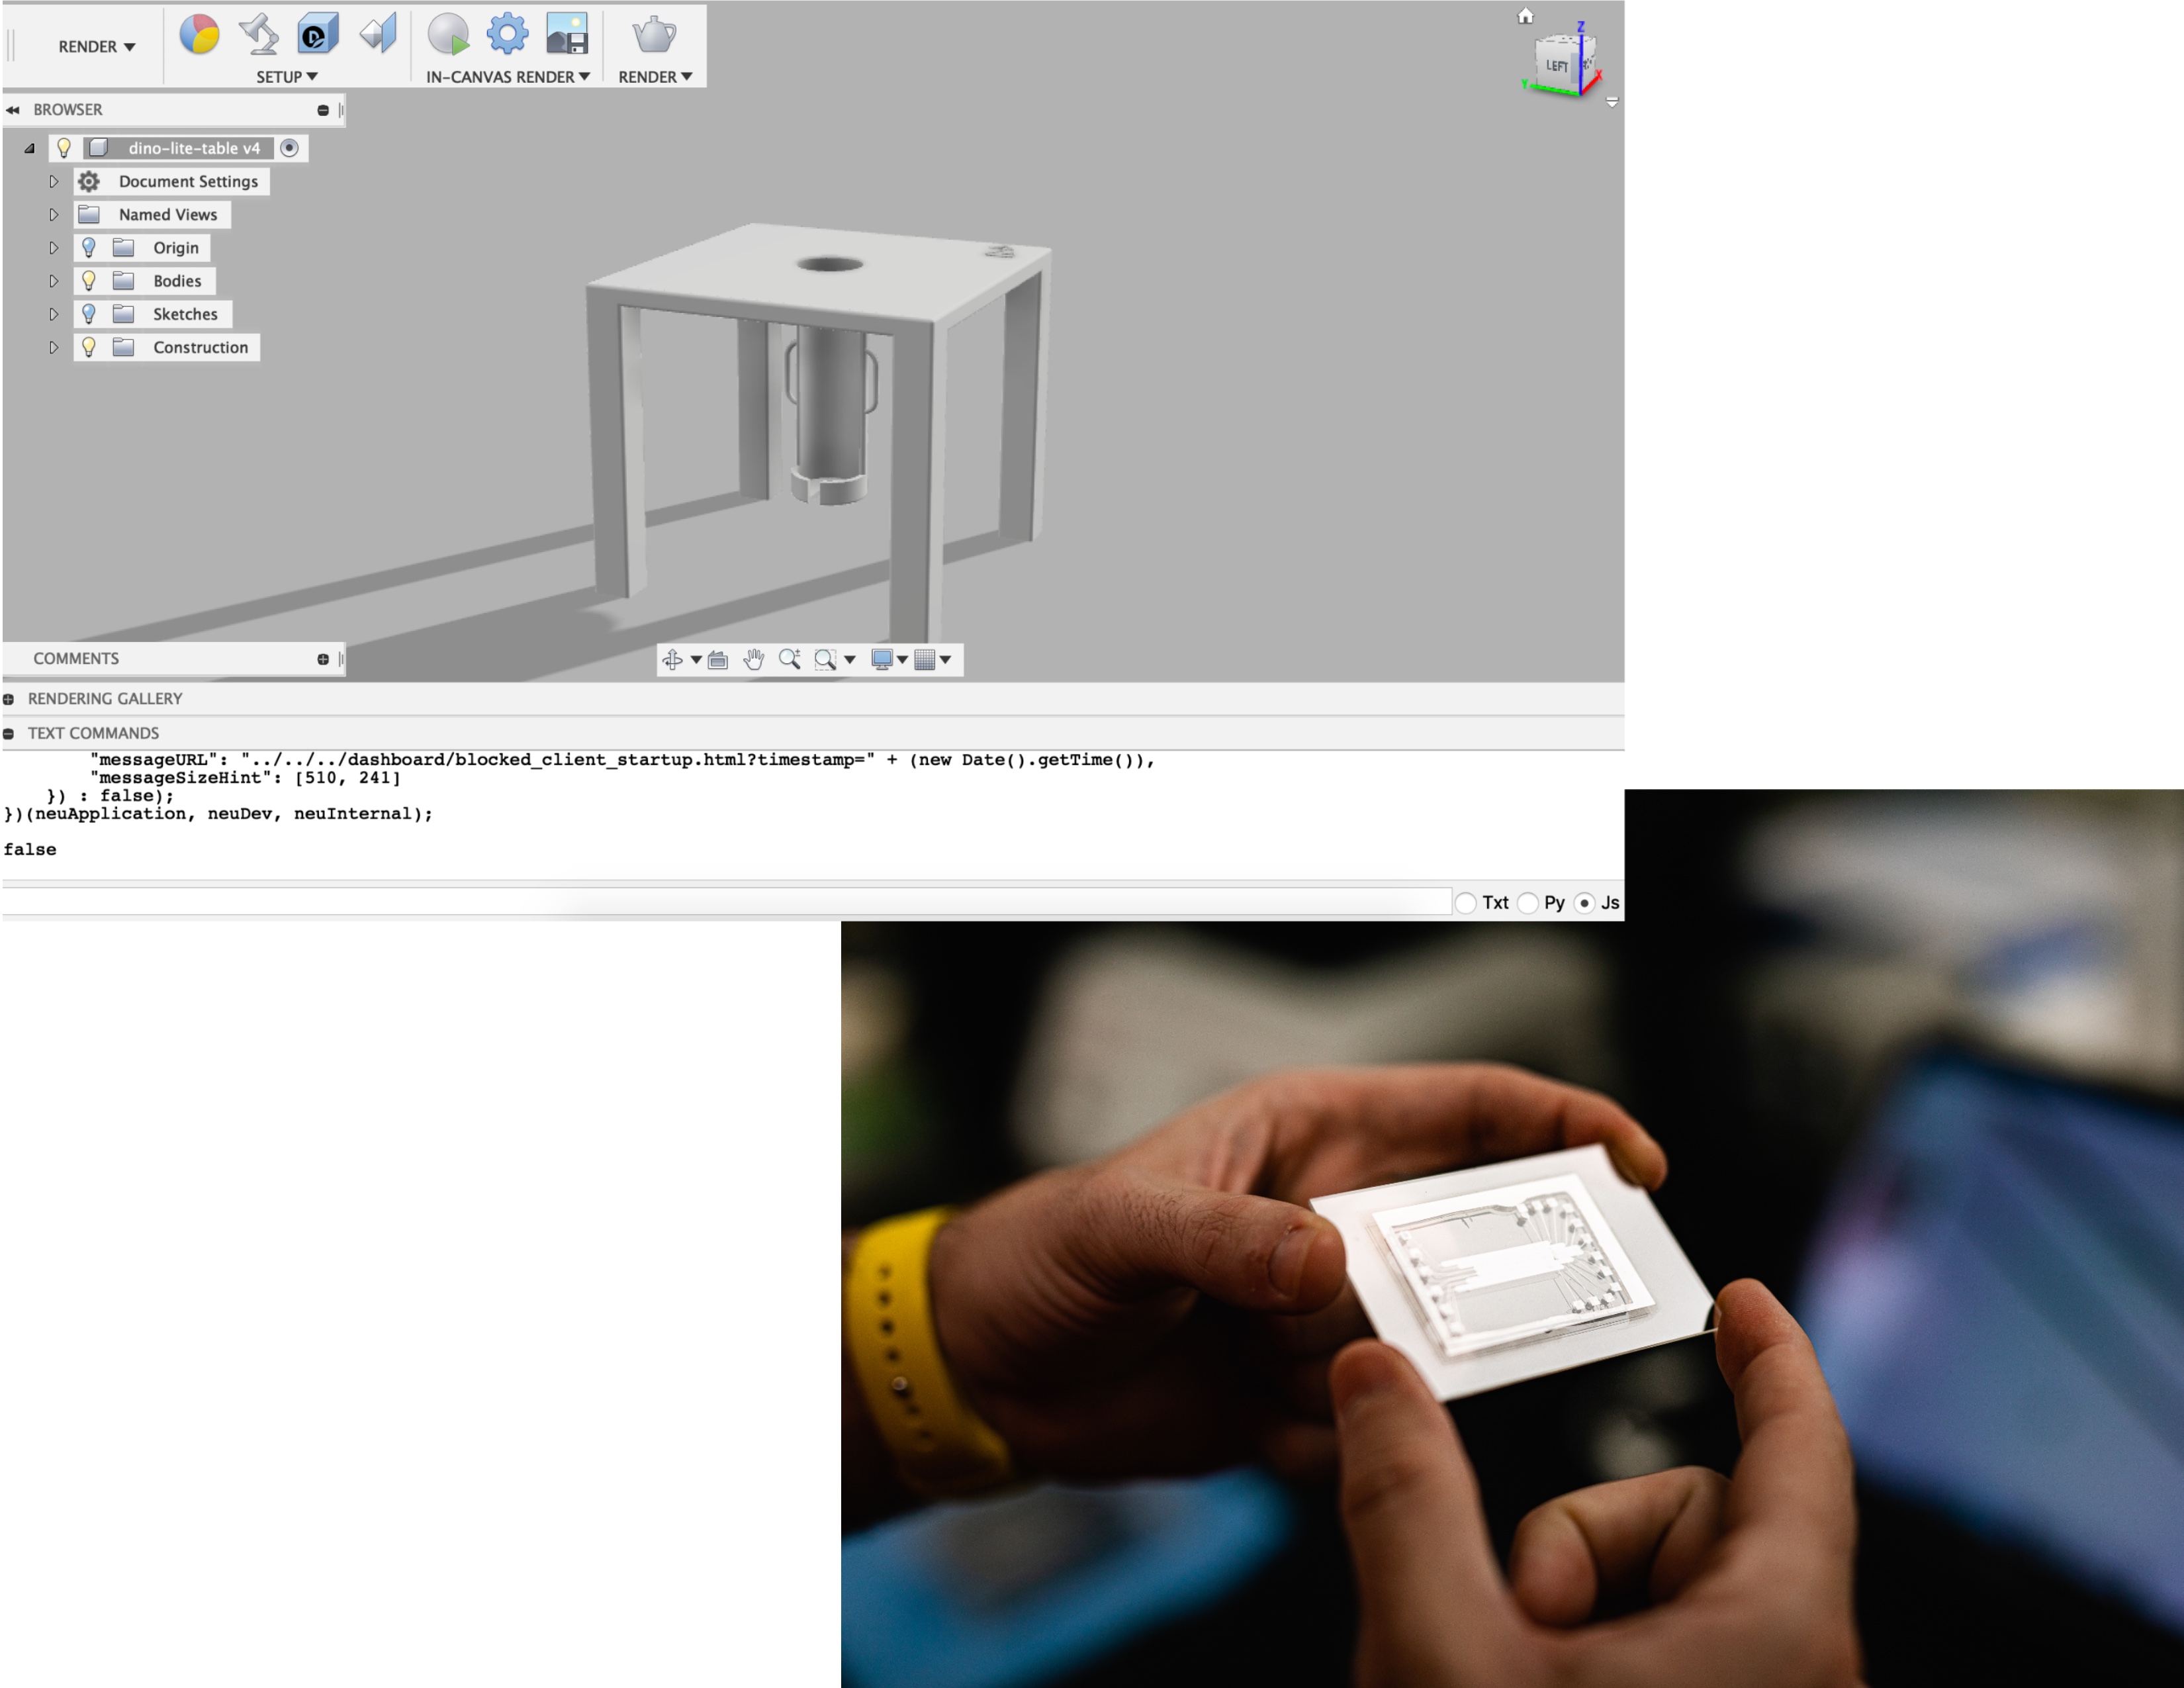 RENDER
SETUP
IN-CANVAS RENDER
RENDER
Z
LEFT
X
Y
BROWSER
dino-lite-table v4
Document Settings
Named Views
Origin
Bodies
Sketches
Construction
COMMENTS
RENDERING GALLERY
TEXT COMMANDS
"messageURL": "../../../dashboard/blocked_client_startup.html?timestamp=" + (new Date().getTime()),
"messageSizeHint": [510, 241]
}) : false);
})(neuApplication, neuDev, neuInternal);
false
Txt Py Js